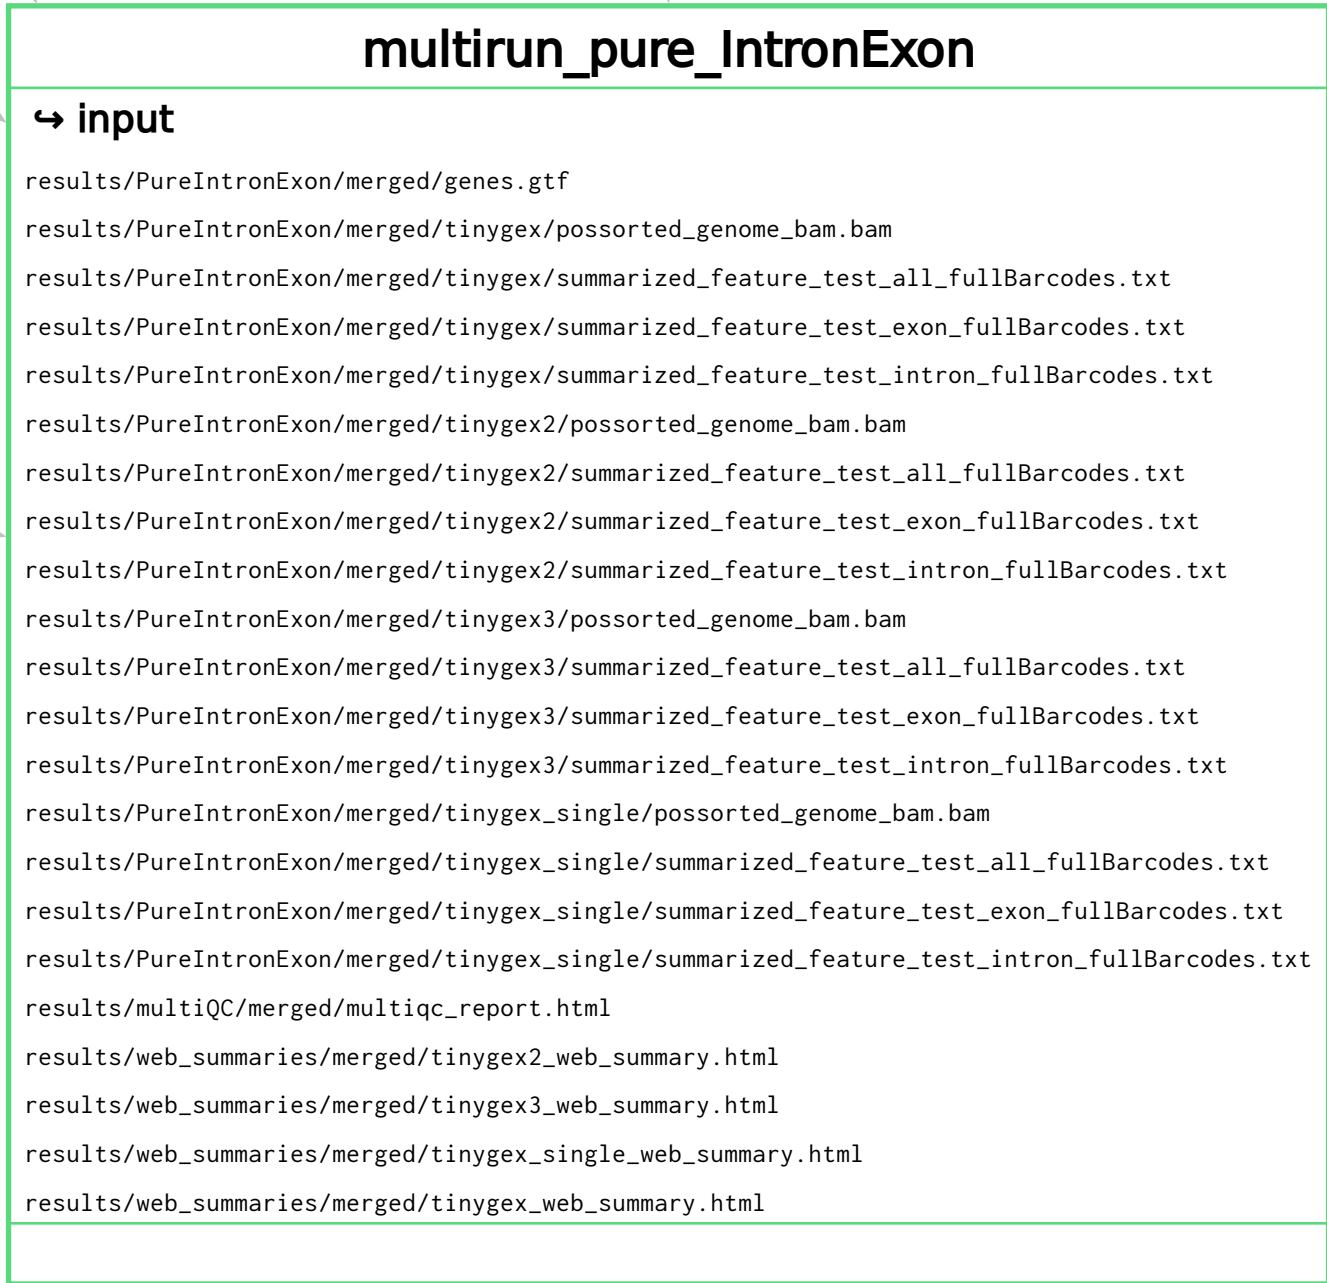 multirun_pure_IntronExon
↪ input
results/PureIntronExon/merged/genes.gtf
results/PureIntronExon/merged/tinygex/possorted_genome_bam.bam
results/PureIntronExon/merged/tinygex/summarized_feature_test_all_fullBarcodes.txt
results/PureIntronExon/merged/tinygex/summarized_feature_test_exon_fullBarcodes.txt
results/PureIntronExon/merged/tinygex/summarized_feature_test_intron_fullBarcodes.txt
results/PureIntronExon/merged/tinygex2/possorted_genome_bam.bam
results/PureIntronExon/merged/tinygex2/summarized_feature_test_all_fullBarcodes.txt
results/PureIntronExon/merged/tinygex2/summarized_feature_test_exon_fullBarcodes.txt
results/PureIntronExon/merged/tinygex2/summarized_feature_test_intron_fullBarcodes.txt
results/PureIntronExon/merged/tinygex3/possorted_genome_bam.bam
results/PureIntronExon/merged/tinygex3/summarized_feature_test_all_fullBarcodes.txt
results/PureIntronExon/merged/tinygex3/summarized_feature_test_exon_fullBarcodes.txt
results/PureIntronExon/merged/tinygex3/summarized_feature_test_intron_fullBarcodes.txt
results/PureIntronExon/merged/tinygex_single/possorted_genome_bam.bam
results/PureIntronExon/merged/tinygex_single/summarized_feature_test_all_fullBarcodes.txt
results/PureIntronExon/merged/tinygex_single/summarized_feature_test_exon_fullBarcodes.txt
results/PureIntronExon/merged/tinygex_single/summarized_feature_test_intron_fullBarcodes.txt
results/multiQC/merged/multiqc_report.html
results/web_summaries/merged/tinygex2_web_summary.html
results/web_summaries/merged/tinygex3_web_summary.html
results/web_summaries/merged/tinygex_single_web_summary.html
results/web_summaries/merged/tinygex_web_summary.html